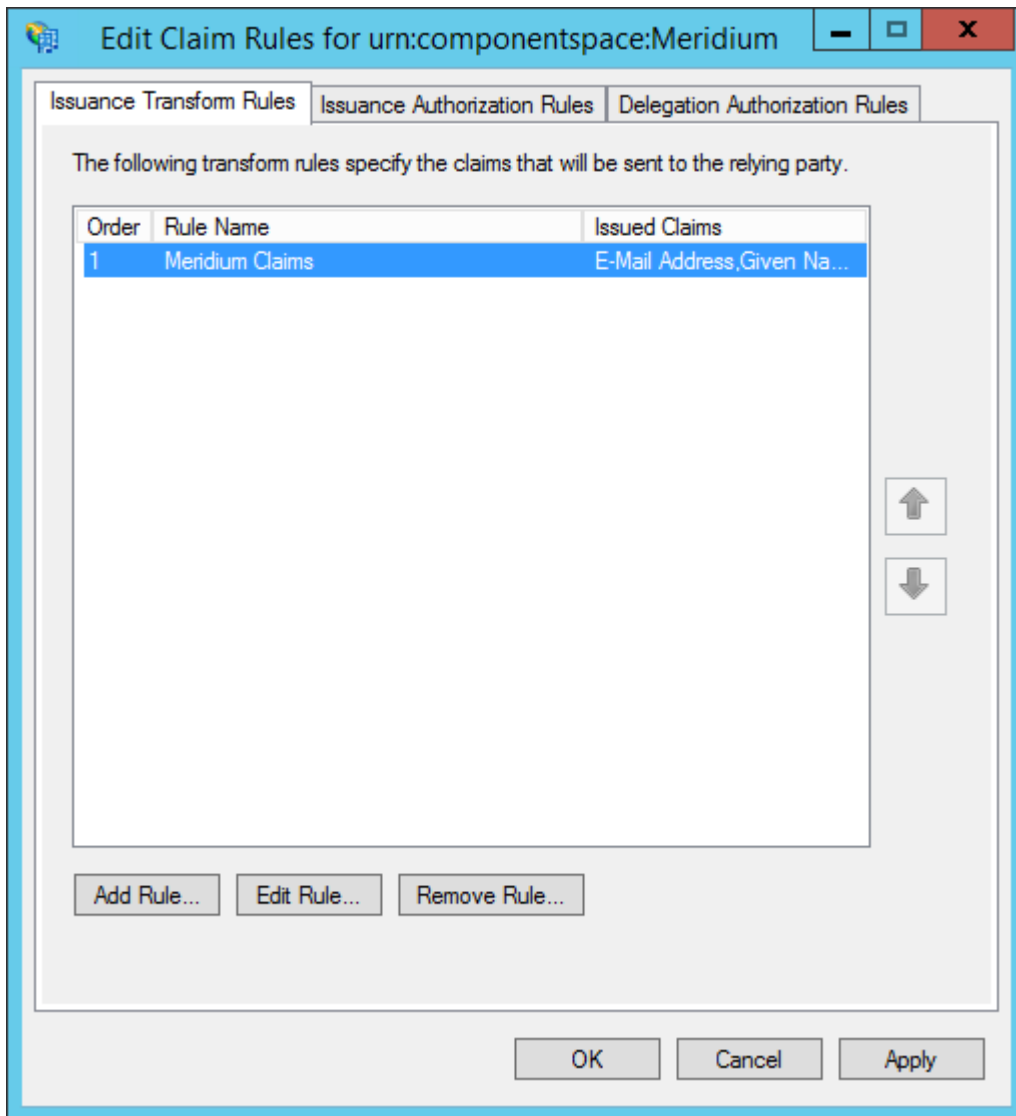 Edit Claim Rules for urn:componentspace:Meridium
Issuance Transform Rules Issuance Authorization Rules Delegation Authorization Rules
The following transform rules specify the claims that will be sent to the relying party.
Order Rule Name Issued Claims
1 Meridium Claims E-Mail Address,Given Na...
Add Rule... Edit Rule... Remove Rule...
OK Cancel Apply